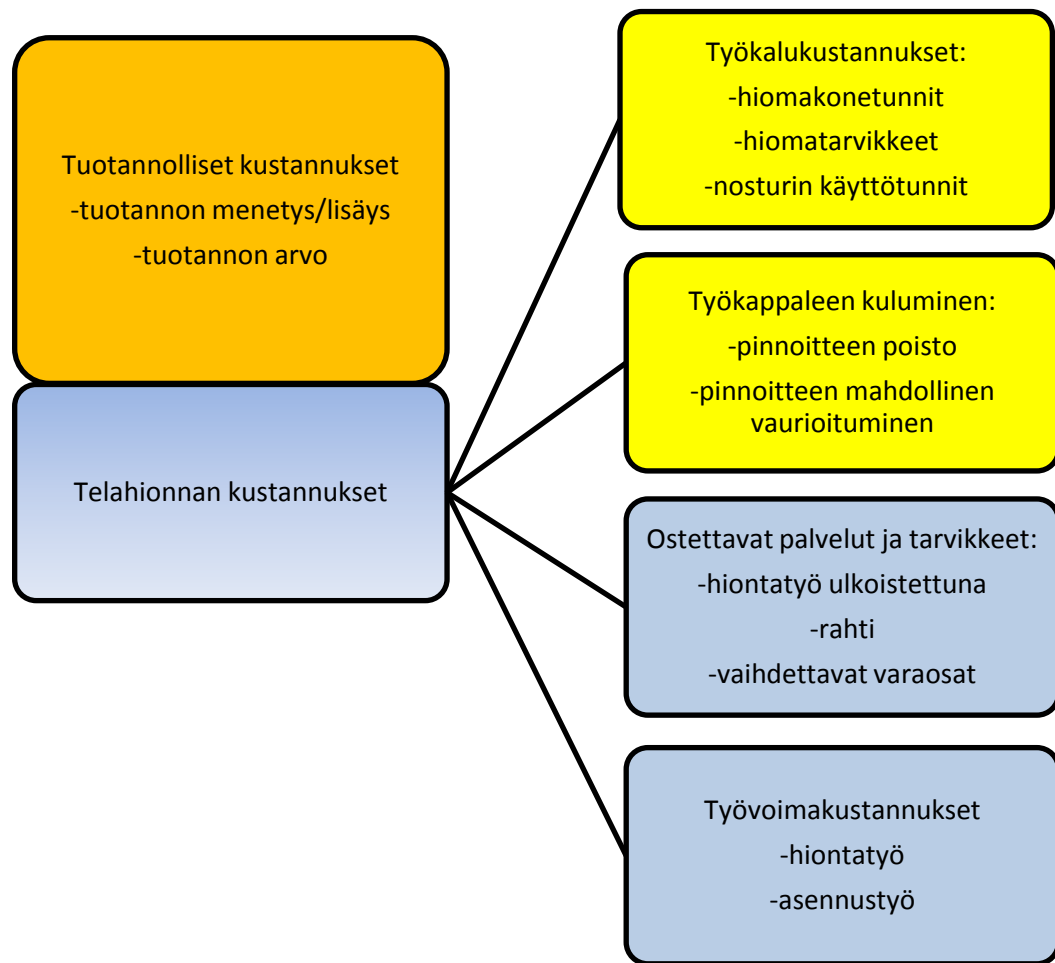 Tuotannolliset kustannukset
-tuotannon menetys/lisäys
-tuotannon arvo
Telahionnan kustannukset
Työkalukustannukset:
-hiomakonetunnit
-hiomatarvikkeet
-nosturin käyttötunnit
Työkappaleen kuluminen:
-pinnoitteen poisto
-pinnoitteen mahdollinen
vaurioituminen
Ostettavat palvelut ja tarvikkeet:
-hiontatyö ulkoistettuna
-rahti
-vaihdettavat varaosat
Työvoimakustannukset
-hiontatyö
-asennustyö